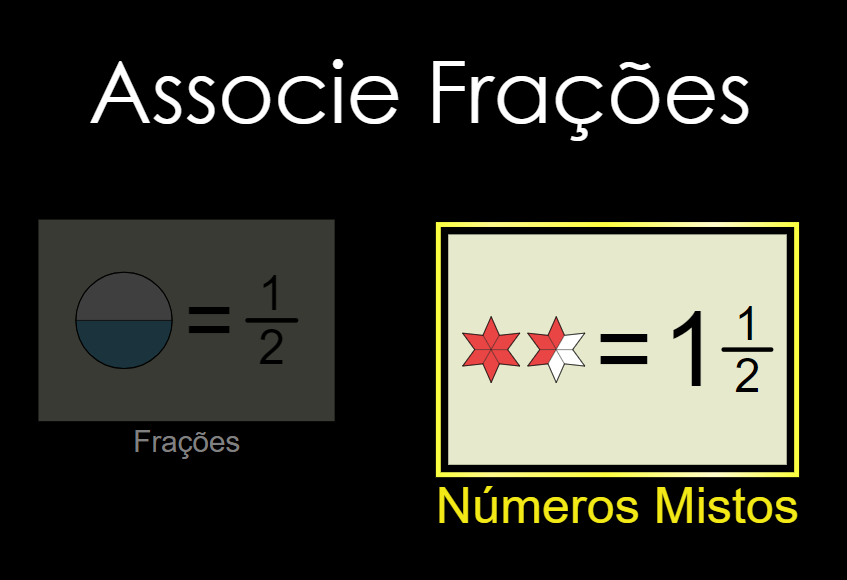 Associe Frações
= 1/2
Frações
= 1 1/2
Números Mistos